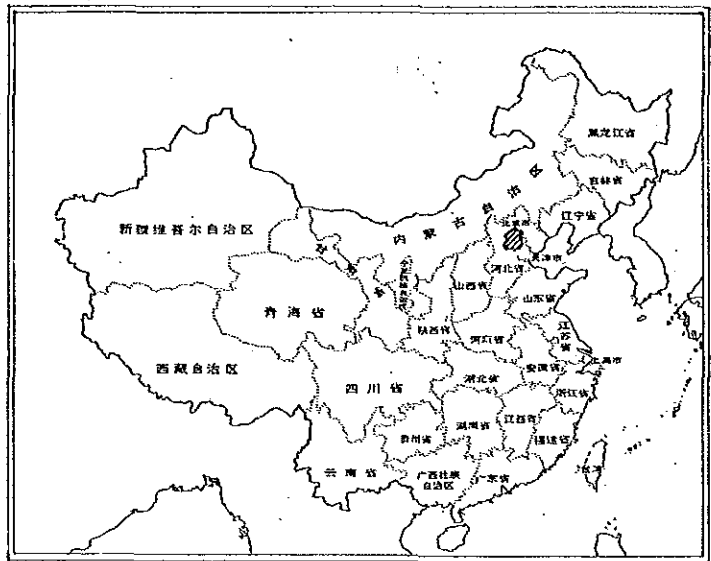 黑龙江省
吉林省
辽宁省
内蒙古自治区
北京市
天津市
新疆维吾尔自治区
甘肃省
河北省
山西省
山东省
青海省
陕西省
河南省
江苏省
西藏自治区
四川省
湖北省
安徽省
上海市
浙江省
湖南省
江西省
贵州省
福建省
云南省
广西壮族
自治区
广东省
台湾